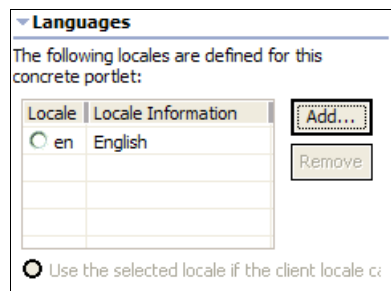 Languages
The following locales are defined for this
concrete portlet:
Locale Locale Information
Add...
en English
Remove
Use the selected locale if the client locale